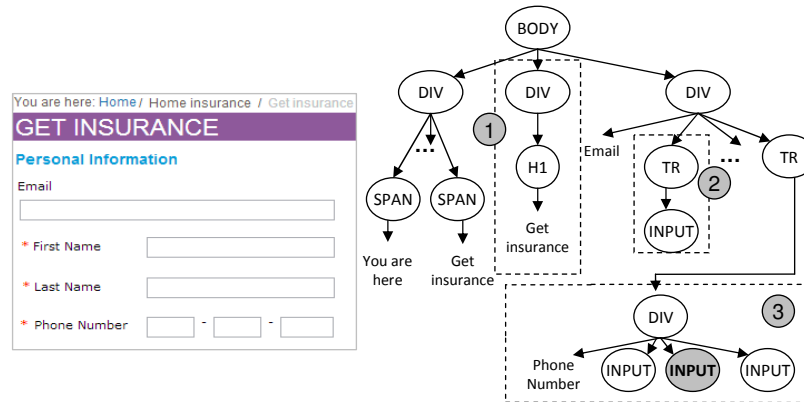 You are here: Home / Home insurance / Get insurance
GET INSURANCE
Personal Information
Email
* First Name
* Last Name
* Phone Number - -
BODY
DIV
DIV
DIV
1
...
Email
...
H1
TR
2
TR
SPAN
SPAN
INPUT
You are
here
Get
insurance
Get
insurance
3
DIV
Phone
Number
INPUT
INPUT
INPUT